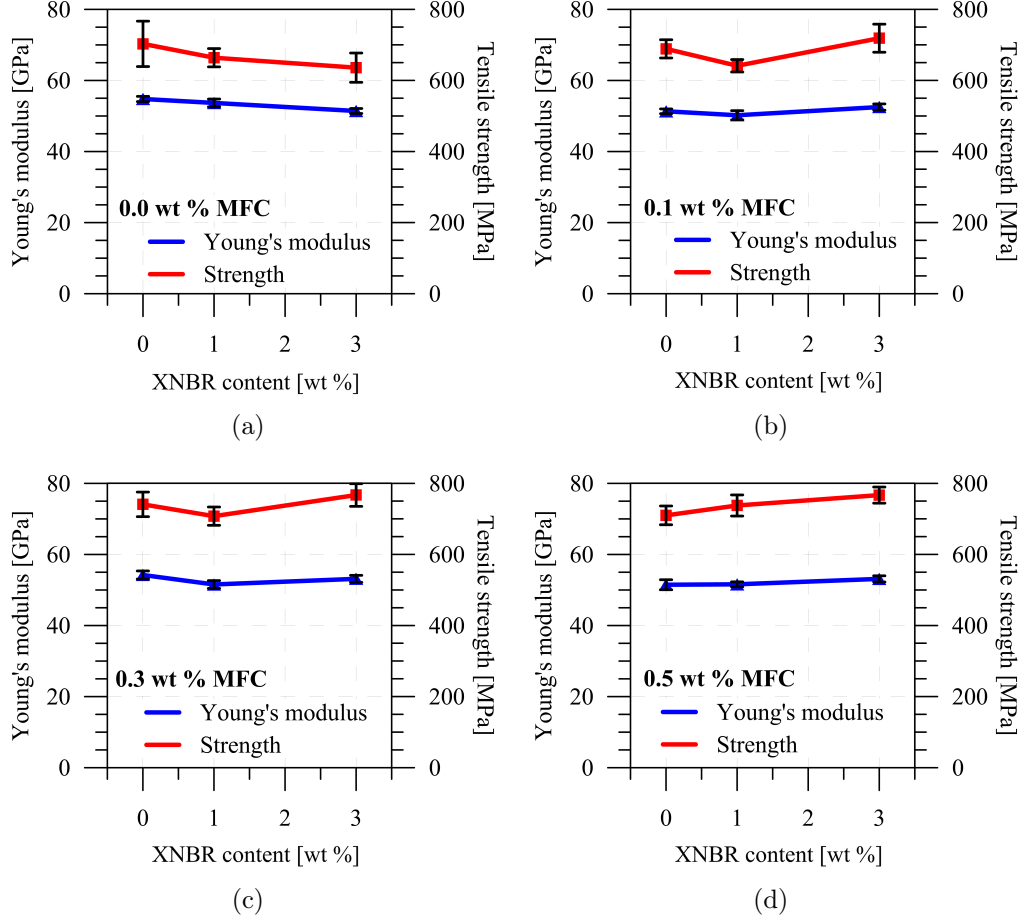 80
60
40
20
0
Young's modulus [GPa]
800
600
400
200
0
Tensile strength [MPa]
0.0 wt % MFC
Young's modulus
Strength
0 1 2 3
XNBR content [wt %]
(a)
80
60
40
20
0
Young's modulus [GPa]
800
600
400
200
0
Tensile strength [MPa]
0.1 wt % MFC
Young's modulus
Strength
0 1 2 3
XNBR content [wt %]
(b)
80
60
40
20
0
Young's modulus [GPa]
800
600
400
200
0
Tensile strength [MPa]
0.3 wt % MFC
Young's modulus
Strength
0 1 2 3
XNBR content [wt %]
(c)
80
60
40
20
0
Young's modulus [GPa]
800
600
400
200
0
Tensile strength [MPa]
0.5 wt % MFC
Young's modulus
Strength
0 1 2 3
XNBR content [wt %]
(d)